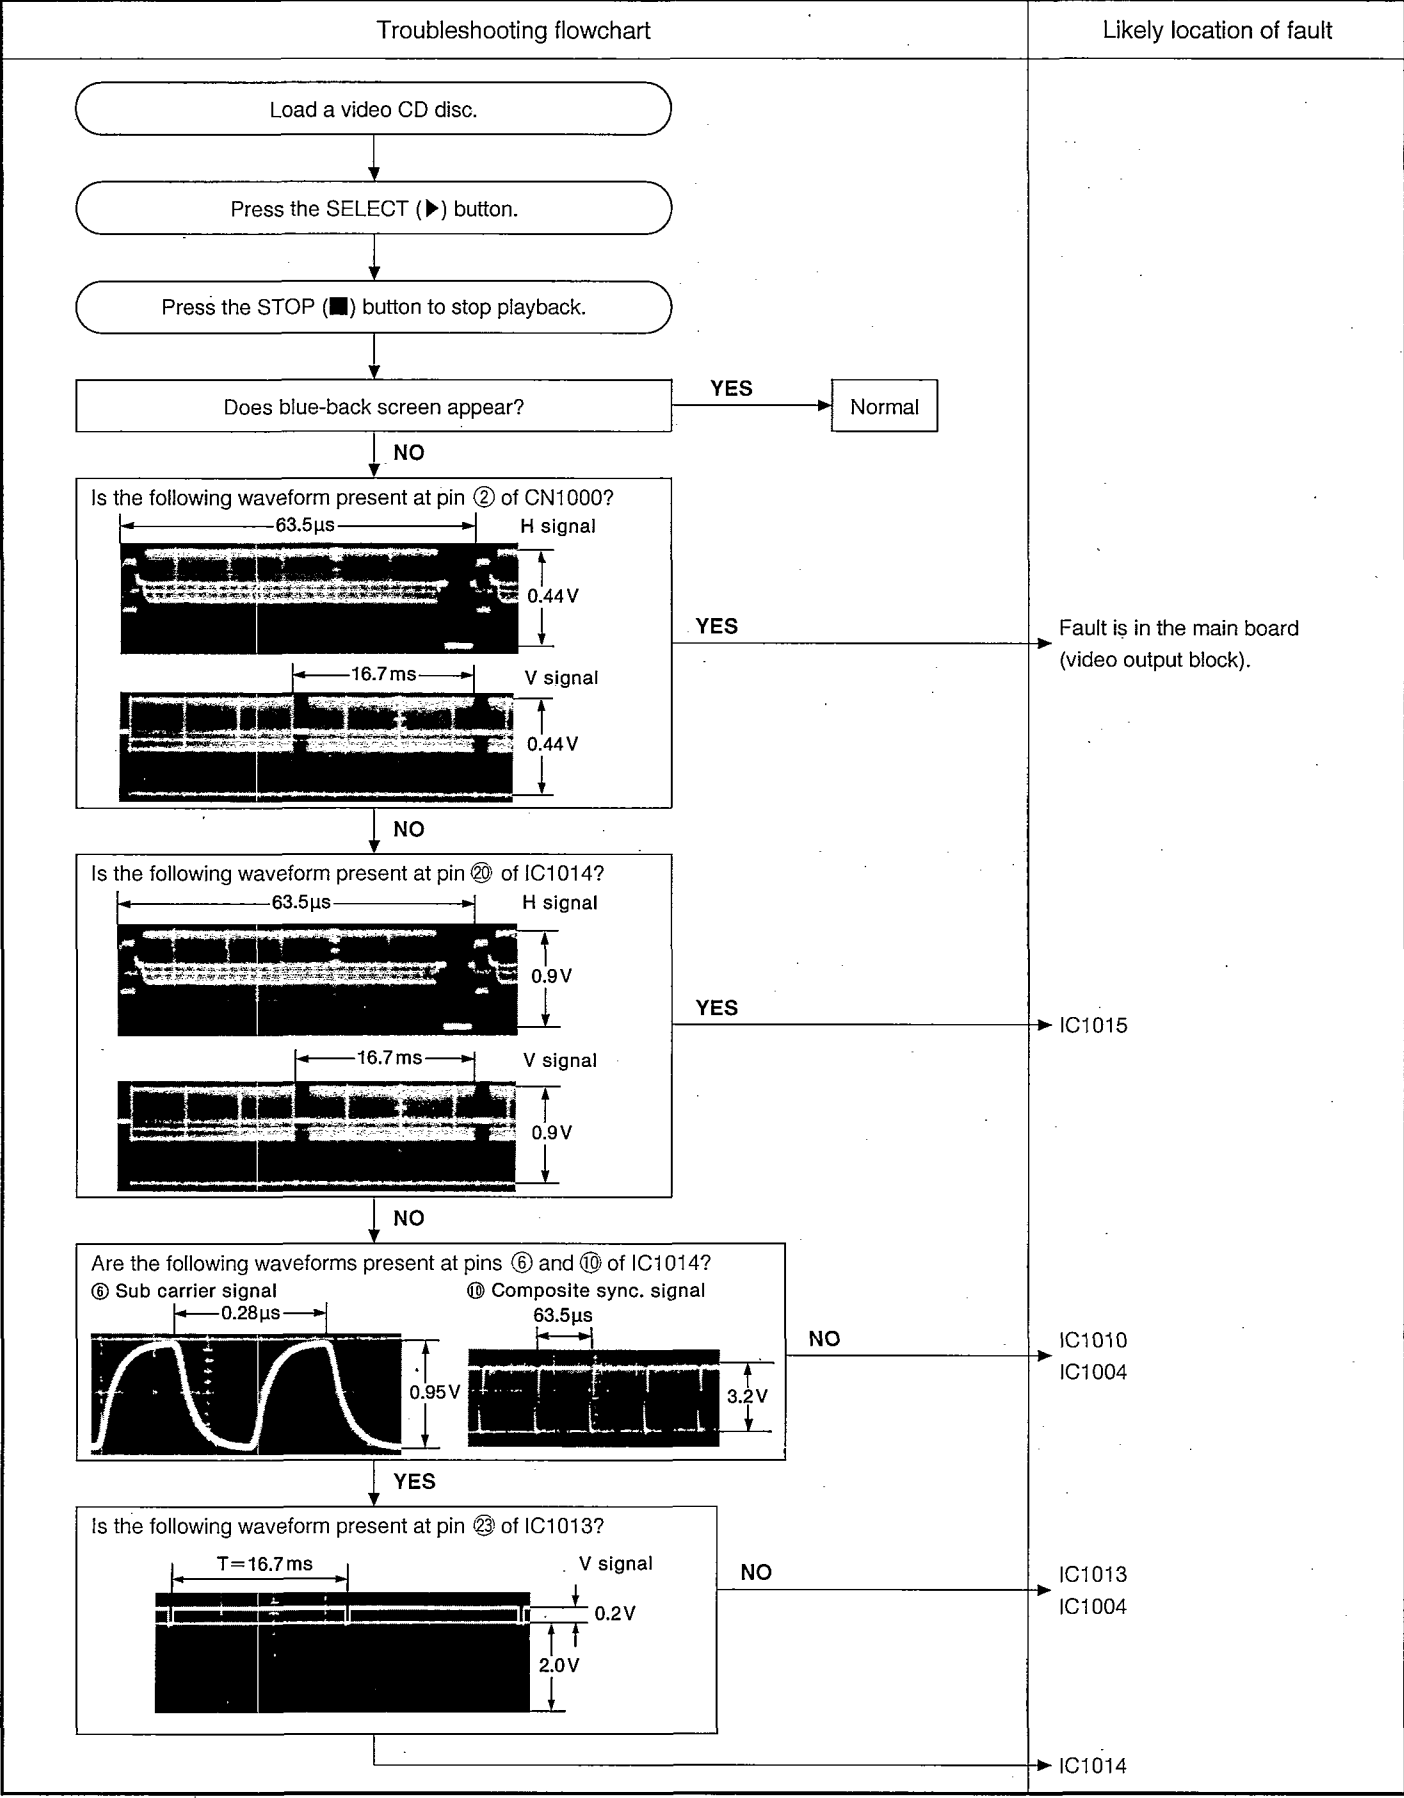 Troubleshooting flowchart
Likely location of fault
Load a video CD disc.
Press the SELECT (▶) button.
Press the STOP (■) button to stop playback.
Does blue-back screen appear?
YES
Normal
NO
Is the following waveform present at pin ② of CN1000?
63.5μs
H signal
0.44V
16.7ms
V signal
0.44V
YES
Fault is in the main board
(video output block).
NO
Is the following waveform present at pin ⑳ of IC1014?
63.5μs
H signal
0.9V
16.7ms
V signal
0.9V
YES
IC1015
NO
Are the following waveforms present at pins ⑥ and ⑩ of IC1014?
⑥ Sub carrier signal
0.28μs
0.95V
⑩ Composite sync. signal
63.5μs
3.2V
NO
IC1010
IC1004
YES
Is the following waveform present at pin ㉓ of IC1013?
T=16.7ms
V signal
0.2V
2.0V
NO
IC1013
IC1004
IC1014